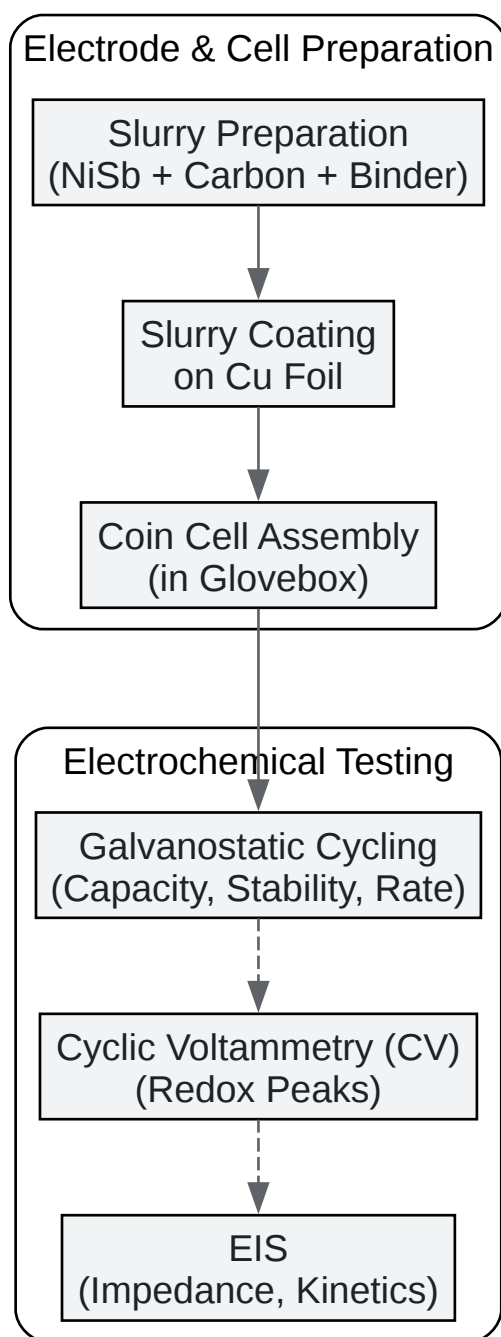 Electrode & Cell Preparation
Slurry Preparation
(NiSb + Carbon + Binder)
Slurry Coating
on Cu Foil
Coin Cell Assembly
(in Glovebox)
Electrochemical Testing
Galvanostatic Cycling
(Capacity, Stability, Rate)
Cyclic Voltammetry (CV)
(Redox Peaks)
EIS
(Impedance, Kinetics)